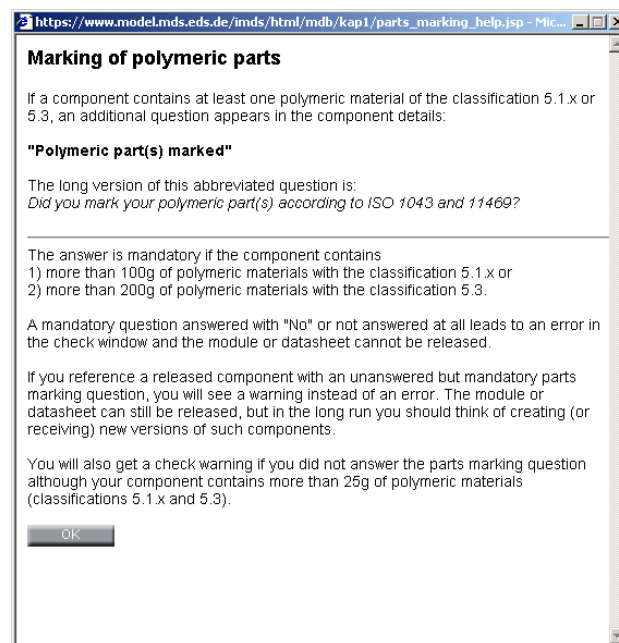 https://www.model.mds.eds.de/imds/html/mdb/kap1/parts_marking_help.jsp - Mic...
Marking of polymeric parts
If a component contains at least one polymeric material of the classification 5.1.x or
5.3, an additional question appears in the component details:
"Polymeric part(s) marked"
The long version of this abbreviated question is:
Did you mark your polymeric part(s) according to ISO 1043 and 11469?
The answer is mandatory if the component contains
1) more than 100g of polymeric materials with the classification 5.1.x or
2) more than 200g of polymeric materials with the classification 5.3.
A mandatory question answered with "No" or not answered at all leads to an error in
the check window and the module or datasheet cannot be released.
If you reference a released component with an unanswered but mandatory parts
marking question, you will see a warning instead of an error. The module or
datasheet can still be released, but in the long run you should think of creating (or
receiving) new versions of such components.
You will also get a check warning if you did not answer the parts marking question
although your component contains more than 25g of polymeric materials
(classifications 5.1.x and 5.3).
OK